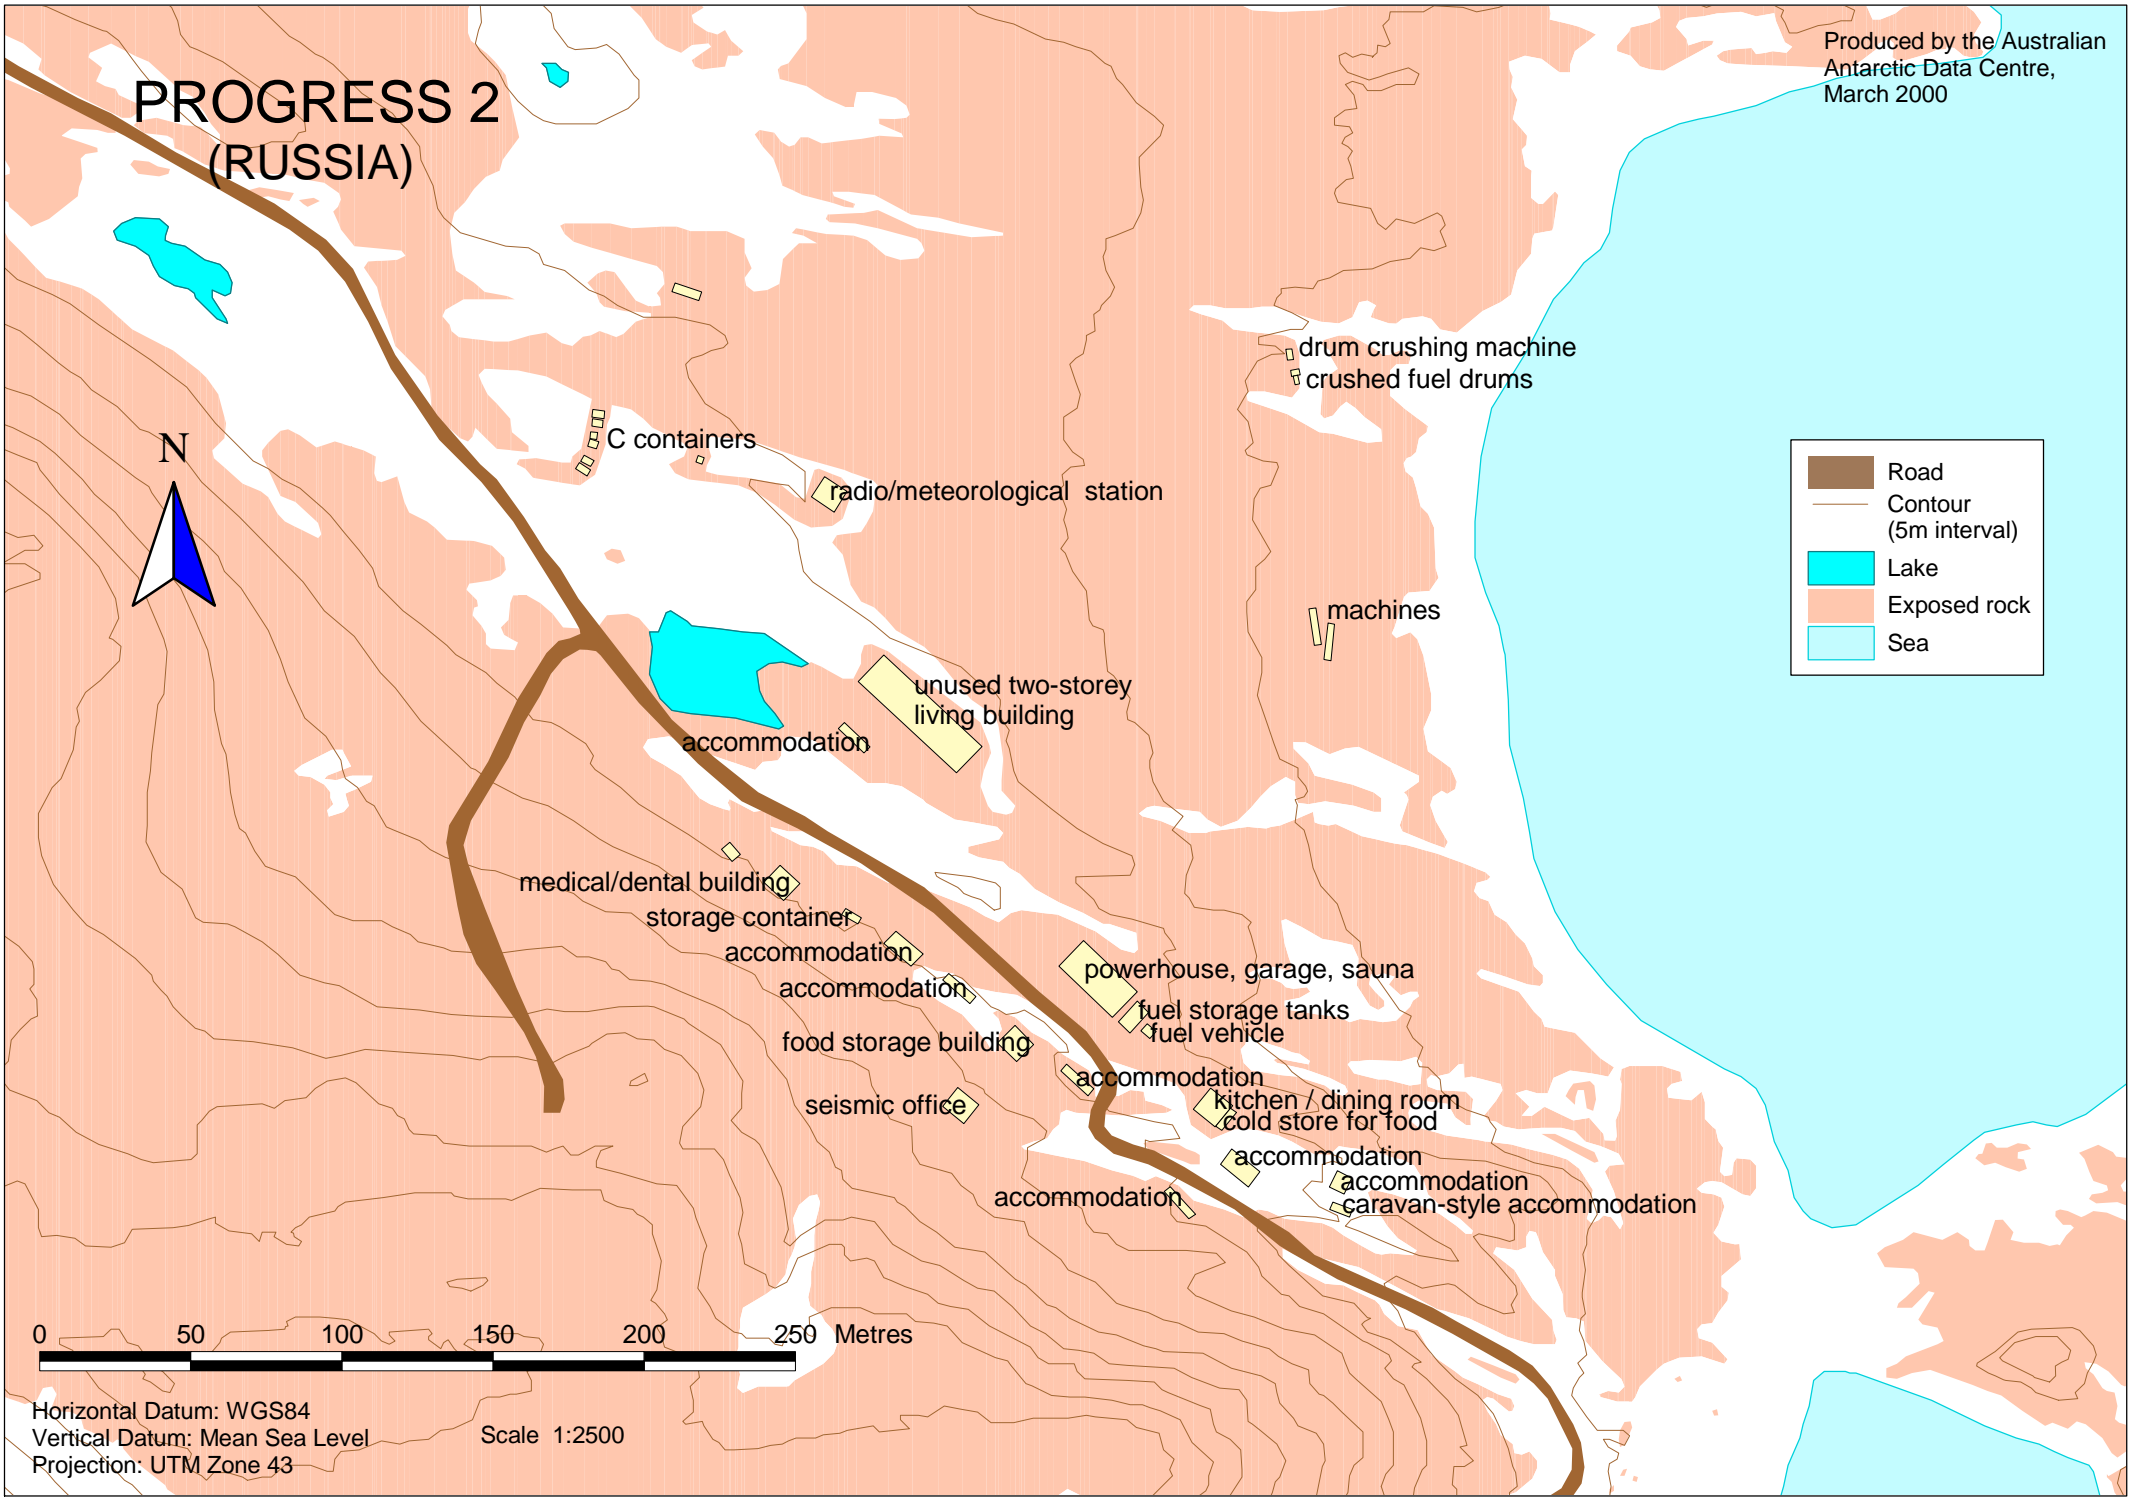 PROGRESS 2
(RUSSIA)
Produced by the Australian
Antarctic Data Centre,
March 2000
drum crushing machine
crushed fuel drums
N
C containers
radio/meteorological station
Road
Contour
(5m interval)
Lake
Exposed rock
Sea
machines
unused two-storey
living building
accommodation
medical/dental building
storage container
accommodation
accommodation
powerhouse, garage, sauna
fuel storage tanks
fuel vehicle
food storage building
accommodation
seismic office
kitchen / dining room
cold store for food
accommodation
accommodation
accommodation
caravan-style accommodation
0 50 100 150 200 250 Metres
Horizontal Datum: WGS84
Vertical Datum: Mean Sea Level
Projection: UTM Zone 43
Scale 1:2500